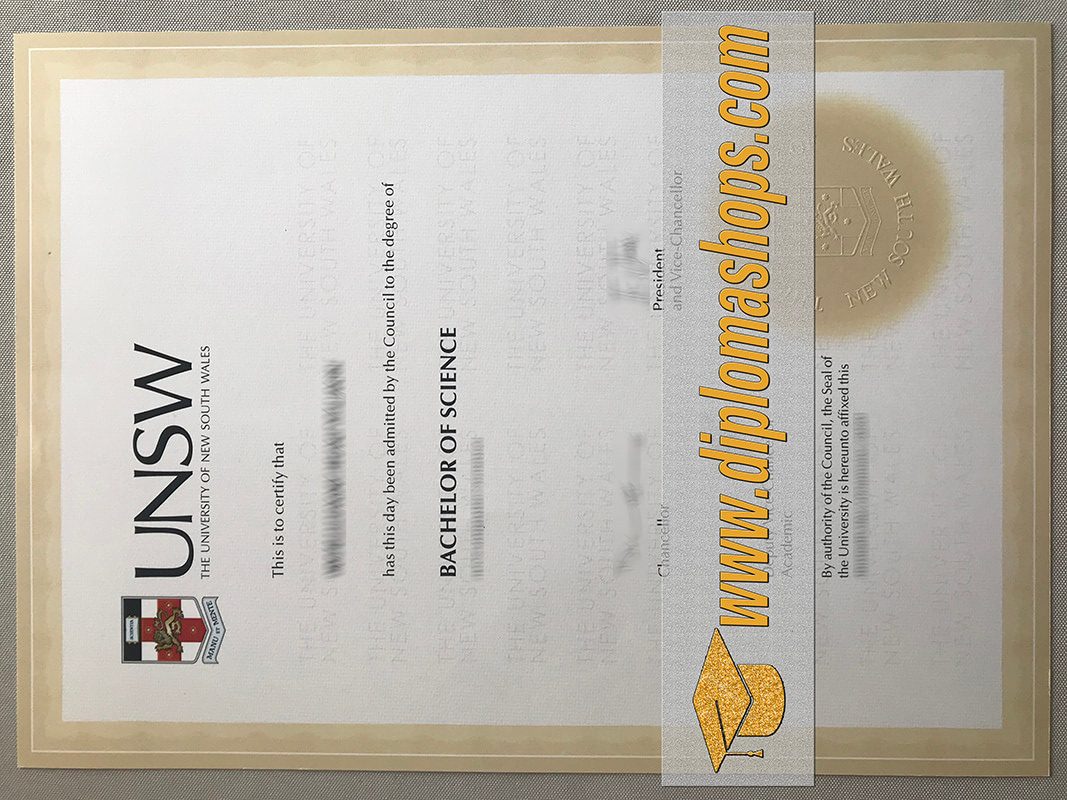 UNSW
THE UNIVERSITY OF NEW SOUTH WALES
SCIENTIA
MANU ET MENTE
This is to certify that
has this day been admitted by the Council to the degree of
BACHELOR OF SCIENCE
Chancellor
President
and Vice-Chancellor
Academic
www.diplomashops.com
By authority of the Council, the Seal of
the University is hereunto affixed this
NEW SOUTH WALES